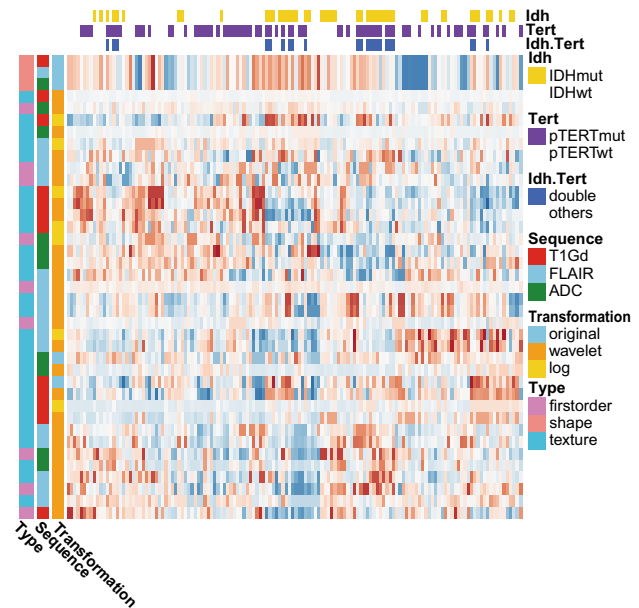 Idh
Tert
Idh.Tert
Idh
IDHmut
IDHwt
Tert
pTERTmut
pTERTwt
Idh.Tert
double
others
Sequence
T1Gd
FLAIR
ADC
Transformation
original
wavelet
log
Type
firstorder
shape
texture
Type
Sequence
Transformation